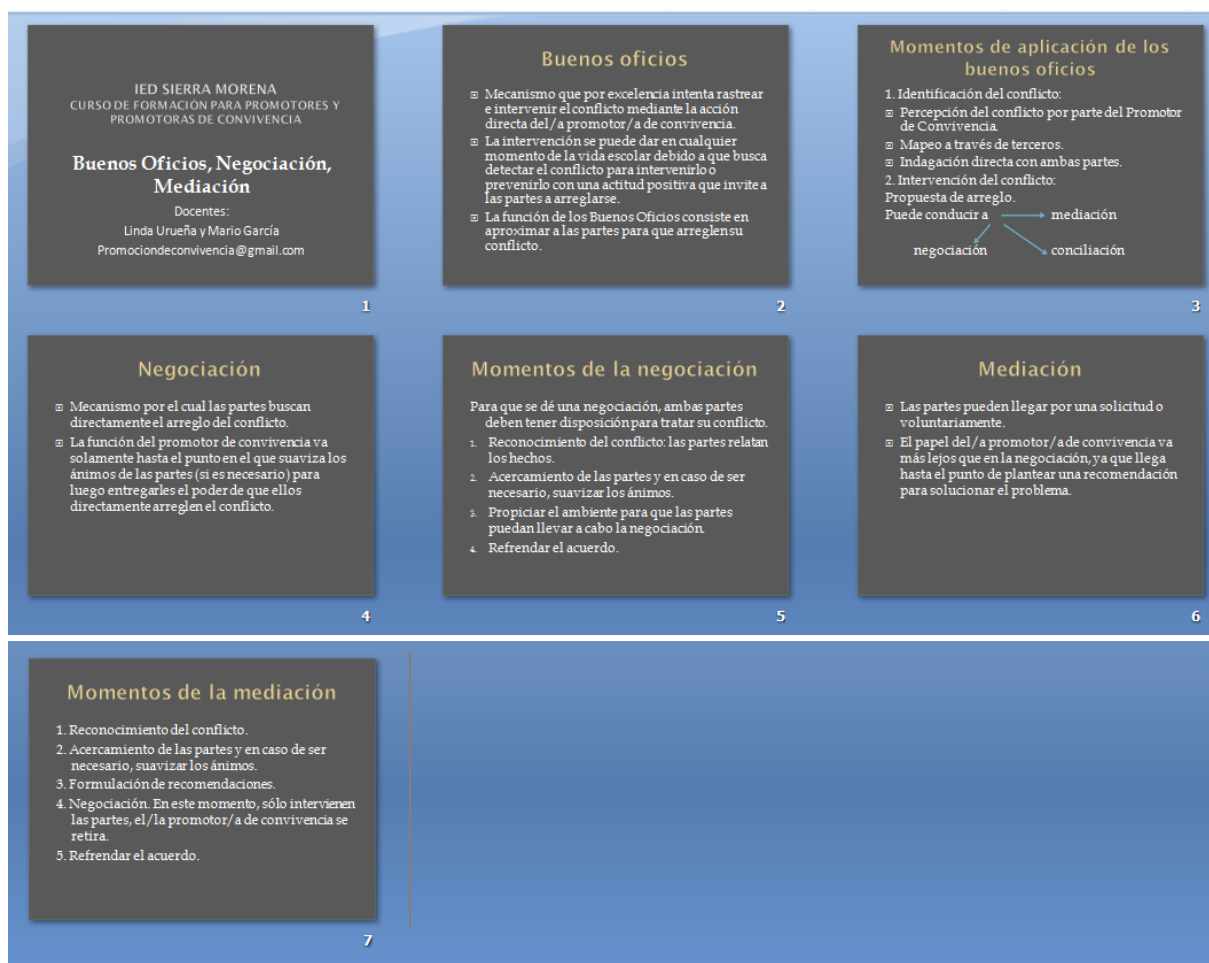 IED SIERRA MORENA
CURSO DE FORMACIÓN PARA PROMOTORES Y
PROMOTORAS DE CONVIVENCIA
Buenos Oficios, Negociación,
Mediación
Docentes:
Linda Urueña y Mario García
Promociondeconvivencia@gmail.com
1
Buenos oficios
Mecanismo que por excelencia intenta rastrear
e intervenir el conflicto mediante la acción
directa del/a promotor/a de convivencia.
La intervención se puede dar en cualquier
momento de la vida escolar debido a que busca
detectar el conflicto para intervenirlo o
prevenirlo con una actitud positiva que invite a
las partes a arreglarse.
La función de los Buenos Oficios consiste en
aproximar a las partes para que arreglen su
conflicto.
2
Momentos de aplicación de los
buenos oficios
1. Identificación del conflicto:
Percepción del conflicto por parte del Promotor
de Convivencia.
Mapeo a través de terceros.
Indagación directa con ambas partes.
2. Intervención del conflicto:
Propuesta de arreglo.
Puede conducir a mediación
negociación conciliación
3
Negociación
Mecanismo por el cual las partes buscan
directamente el arreglo del conflicto.
La función del promotor de convivencia va
solamente hasta el punto en el que suaviza los
ánimos de las partes (si es necesario) para
luego entregarles el poder de que ellos
directamente arreglen el conflicto.
4
Momentos de la negociación
Para que se dé una negociación, ambas partes
deben tener disposición para tratar su conflicto.
1. Reconocimiento del conflicto: las partes relatan
los hechos.
2. Acercamiento de las partes y en caso de ser
necesario, suavizar los ánimos.
3. Propiciar el ambiente para que las partes
puedan llevar a cabo la negociación.
4. Refrendar el acuerdo.
5
Mediación
Las partes pueden llegar por una solicitud o
voluntariamente.
El papel del/a promotor/a de convivencia va
más lejos que en la negociación, ya que llega
hasta el punto de plantear una recomendación
para solucionar el problema.
6
Momentos de la mediación
1. Reconocimiento del conflicto.
2. Acercamiento de las partes y en caso de ser
necesario, suavizar los ánimos.
3. Formulación de recomendaciones.
4. Negociación. En este momento, sólo intervienen
las partes, el/la promotor/a de convivencia se
retira.
5. Refrendar el acuerdo.
7